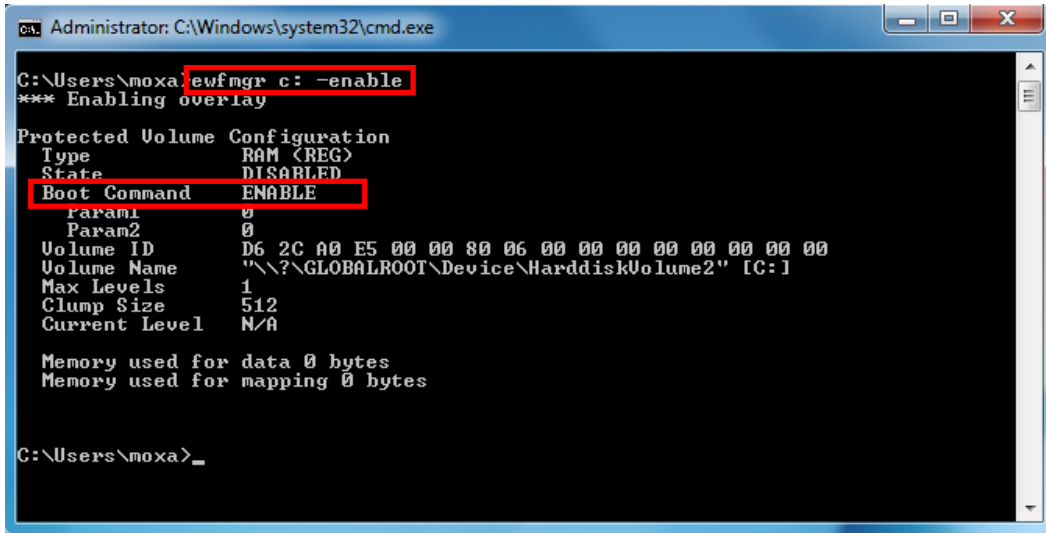 Administrator: C:\Windows\system32\cmd.exe
C:\Users\moxa>ewfmgr c: -enable
*** Enabling overlay
Protected Volume Configuration
Type RAM (REG)
State DISABLED
Boot Command ENABLE
Param1 0
Param2 0
Volume ID D6 2C A0 E5 00 00 80 06 00 00 00 00 00 00 00 00
Volume Name "\\?\GLOBALROOT\Device\HarddiskVolume2" [C:]
Max Levels 1
Clump Size 512
Current Level N/A
Memory used for data 0 bytes
Memory used for mapping 0 bytes
C:\Users\moxa>_